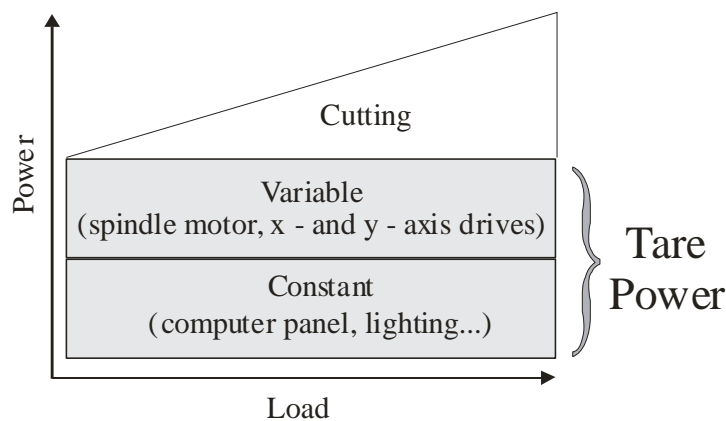 Power
Cutting
Variable
(spindle motor, x - and y - axis drives)
Constant
(computer panel, lighting...)
Tare
Power
Load